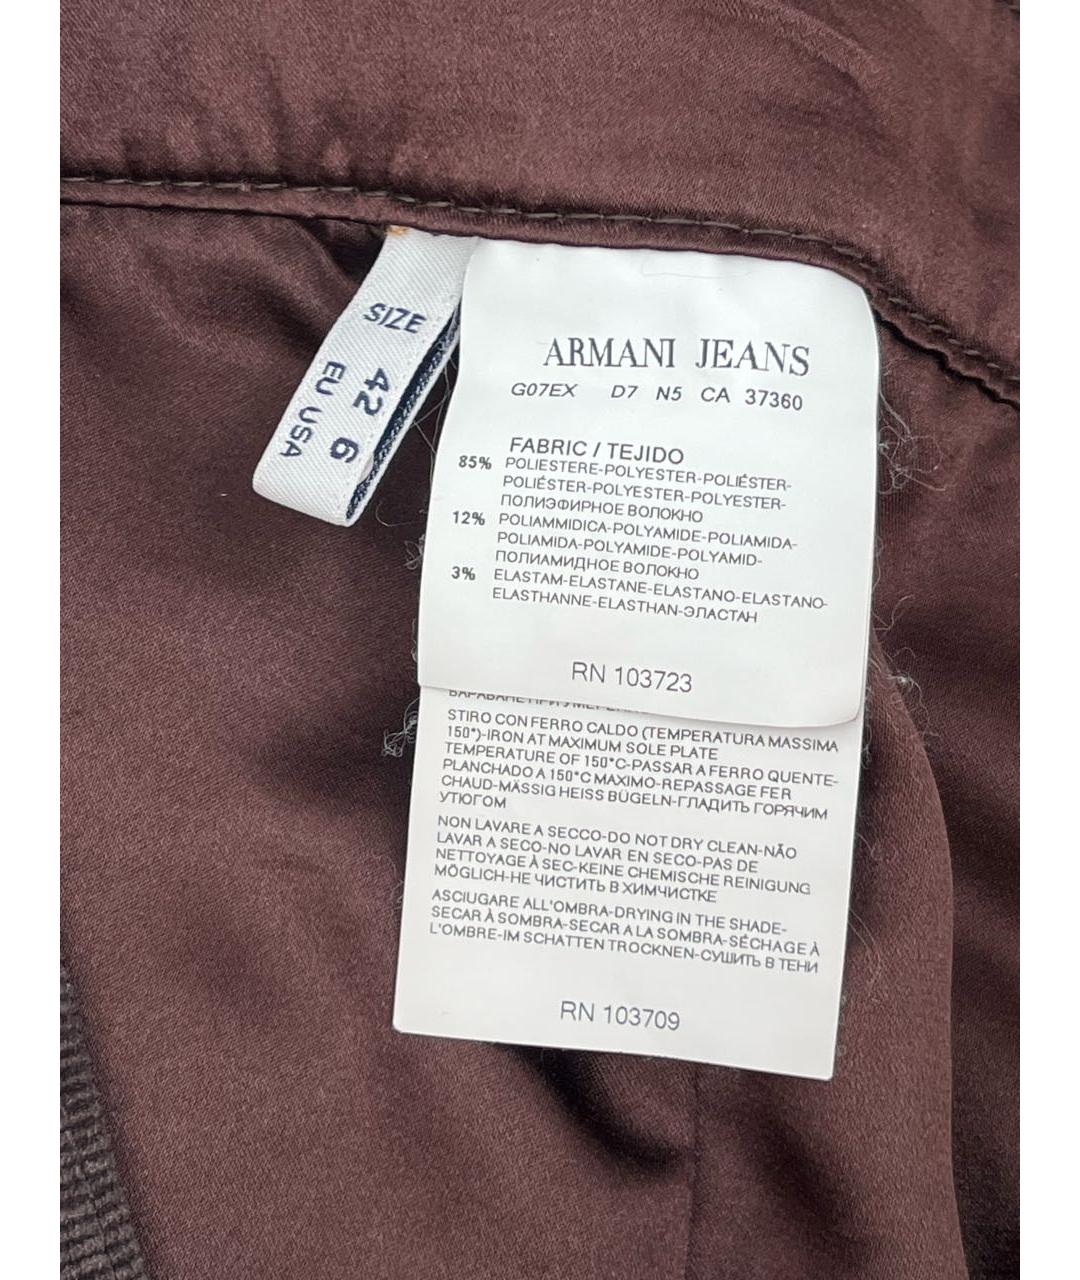 SIZE
42 6
EU USA
ARMANI JEANS
G07EX D7 N5 CA 37360
FABRIC / TEJIDO
85% POLIESTERE-POLYESTER-POLIÉSTER-
POLIÉSTER-POLYESTER-POLYESTER-
ПОЛИЭФИРНОЕ ВОЛОКНО
12% POLIAMMIDICA-POLYAMIDE-POLIAMIDA-
POLIAMIDA-POLYAMIDE-POLYAMID-
ПОЛИАМИДНОЕ ВОЛОКНО
3% ELASTAM-ELASTANE-ELASTANO-ELASTANO-
ELASTHANNE-ELASTHAN-ЭЛАСТАН
RN 103723
STIRO CON FERRO CALDO (TEMPERATURA MASSIMA
150°)-IRON AT MAXIMUM SOLE PLATE
TEMPERATURE OF 150°C-PASSAR A FERRO QUENTE-
PLANCHADO A 150°C MAXIMO-REPASSAGE FER
CHAUD-MÄSSIG HEISS BÜGELN-ГЛАДИТЬ ГОРЯЧИМ
УТЮГОМ
NON LAVARE A SECCO-DO NOT DRY CLEAN-NÃO
LAVAR A SECO-NO LAVAR EN SECO-PAS DE
NETTOYAGE À SEC-KEINE CHEMISCHE REINIGUNG
MÖGLICH-НЕ ЧИСТИТЬ В ХИМЧИСТКЕ
ASCIUGARE ALL'OMBRA-DRYING IN THE SHADE-
SECAR À SOMBRA-SECAR A LA SOMBRA-SÉCHAGE À
L'OMBRE-IM SCHATTEN TROCKNEN-СУШИТЬ В ТЕНИ
RN 103709